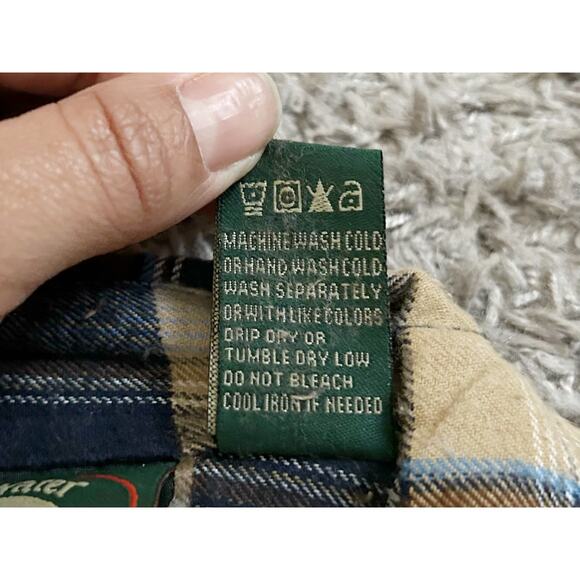 MACHINE WASH COLD
OR HAND WASH COLD
WASH SEPARATELY
OR WITH LIKE COLORS
DRIP DRY OR
TUMBLE DRY LOW
DO NOT BLEACH
COOL IRON IF NEEDED